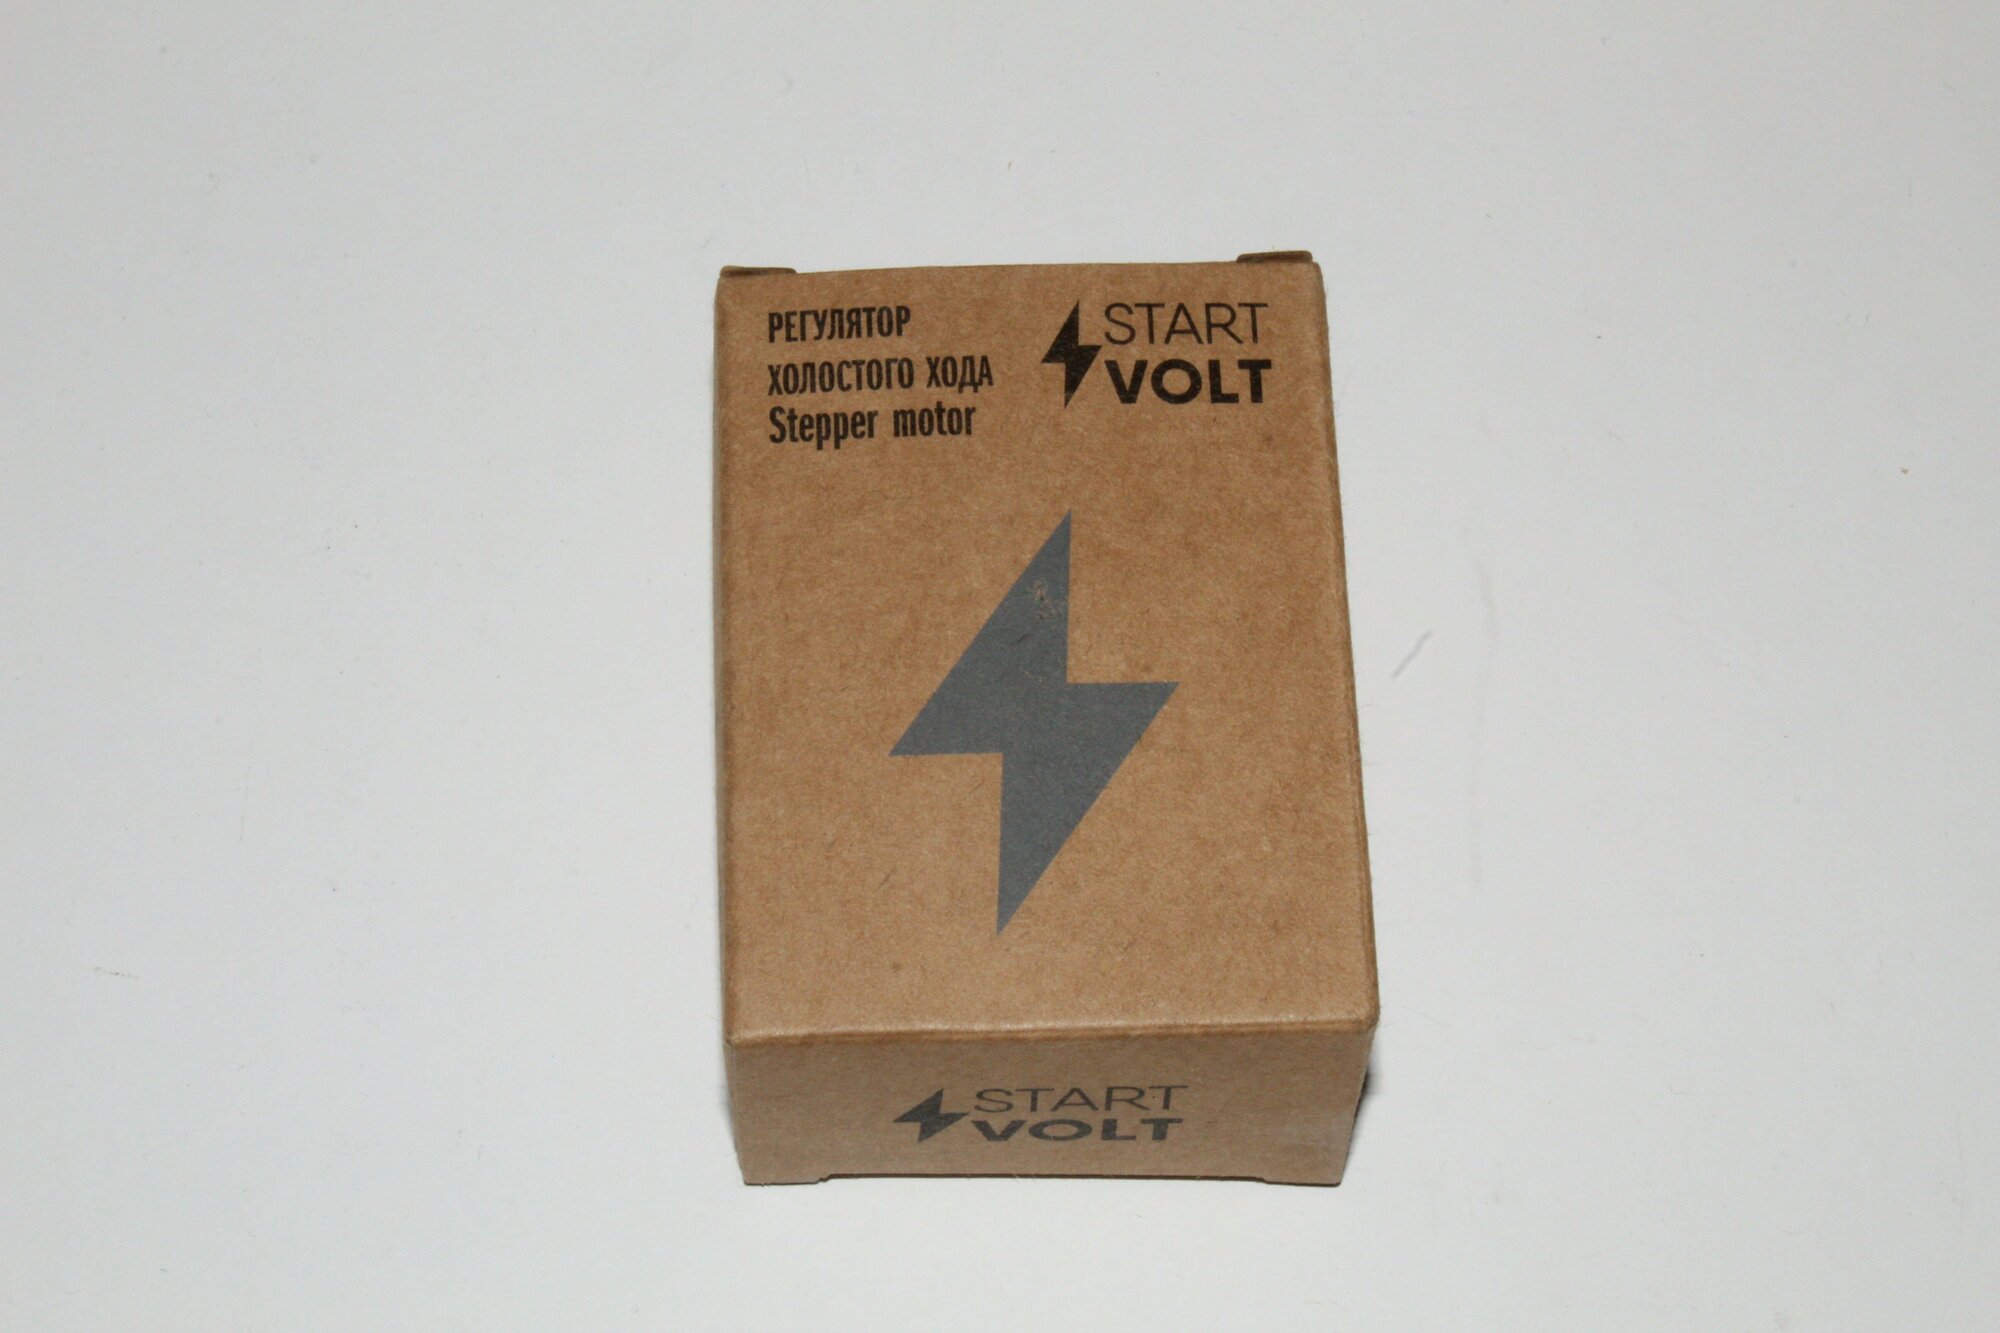 РЕГУЛЯТОР
ХОЛОСТОГО ХОДА
Stepper motor
START
VOLT
START
VOLT